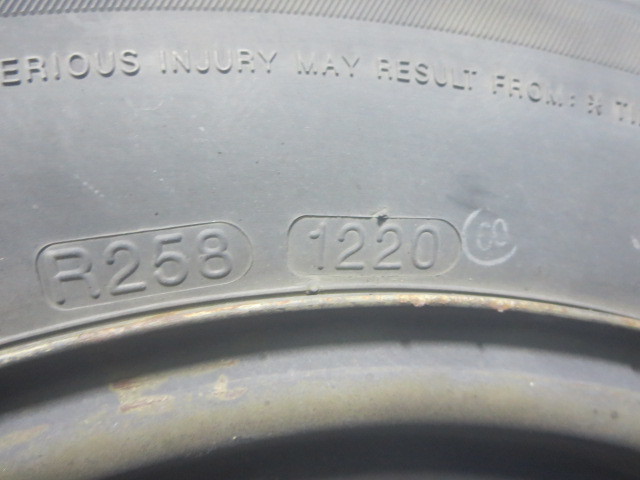 ERIOUS INJURY MAY RESULT FROM:
R258 1220